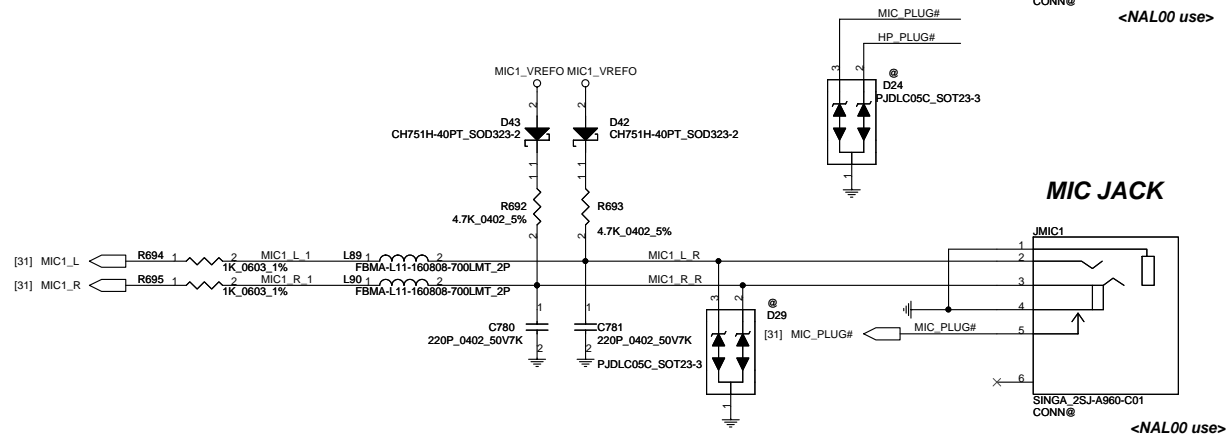 CONN@
<NAL00 use>
MIC_PLUG#
HP_PLUG#
3
2
@
D24
PJDLC05C_SOT23-3
1
MIC1_VREFO MIC1_VREFO
2
2
D43
CH751H-40PT_SOD323-2
D42
CH751H-40PT_SOD323-2
1
1
1
1
R692
4.7K_0402_5%
R693
4.7K_0402_5%
2
2
MIC JACK
JMIC1
[31] MIC1_L
R694
1
2
1K_0603_1%
MIC1_L_1
L89
1
2
FBMA-L11-160808-700LMT_2P
MIC1_L_R
[31] MIC1_R
R695
1
2
1K_0603_1%
MIC1_R_1
L90
1
2
FBMA-L11-160808-700LMT_2P
MIC1_R_R
1
2
3
4
5
6
1
C780
220P_0402_50V7K
2
1
C781
220P_0402_50V7K
2
3
2
@
D29
PJDLC05C_SOT23-3
1
[31] MIC_PLUG#
MIC_PLUG#
SINGA_2SJ-A960-C01
CONN@
<NAL00 use>